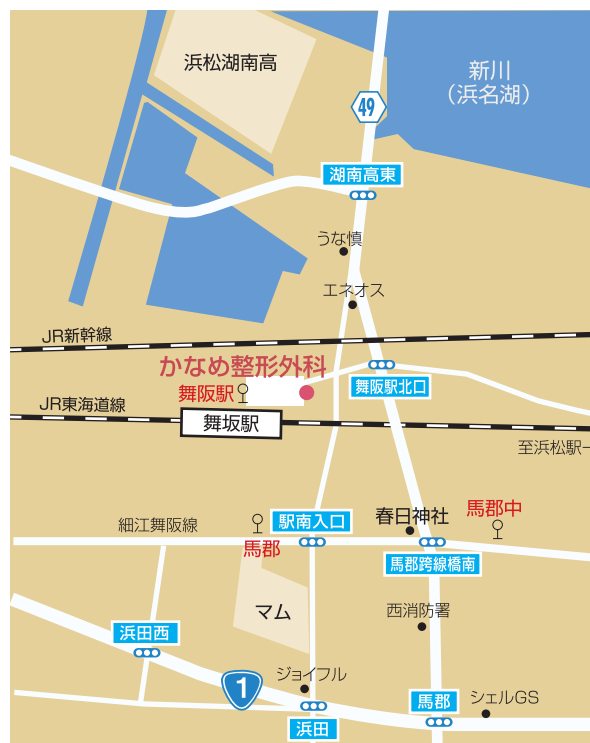 浜松湖南高
新川
（浜名湖）
49
湖南高東
うな慎
エネオス
JR新幹線
かなめ整形外科
舞阪駅
舞阪駅北口
JR東海道線
舞坂駅
至浜松駅
細江舞阪線
駅南入口
春日神社
馬郡中
馬郡
馬郡跨線橋南
マム
西消防署
浜田西
ジョイフル
1
馬郡
シェルGS
浜田